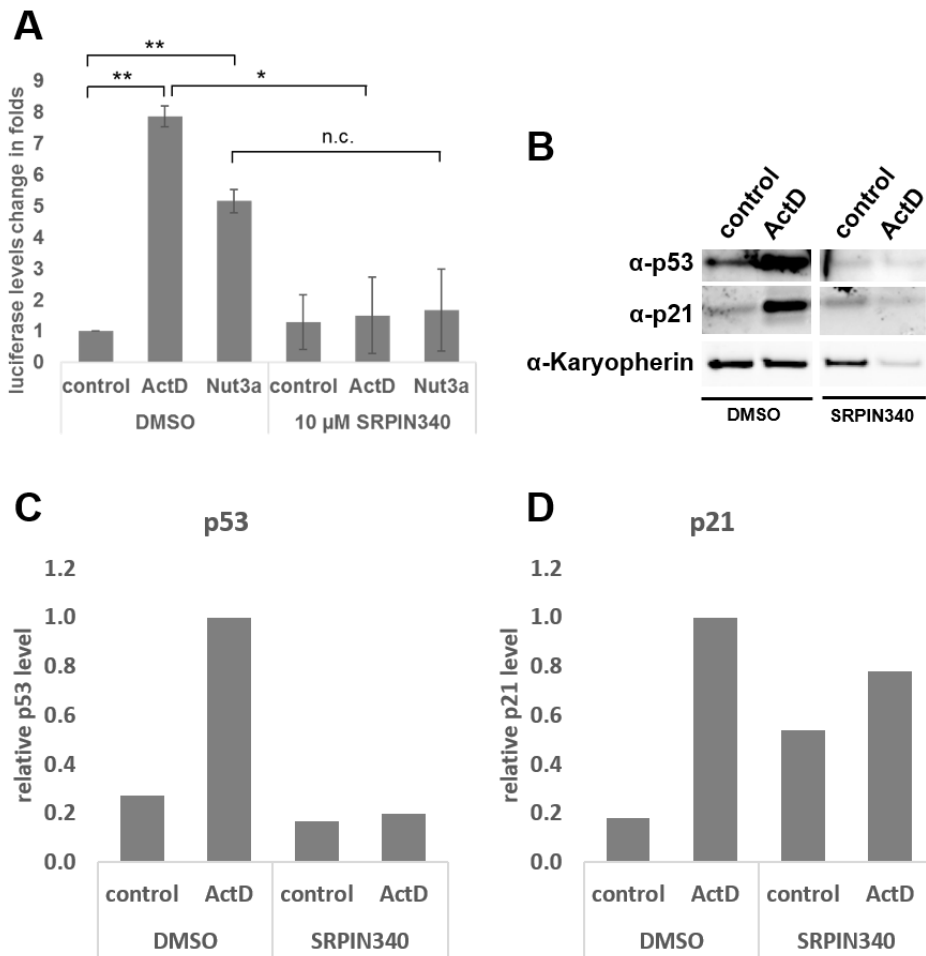 A
luciferase levels change in folds
9
8
7
6
5
4
3
2
1
0
**
**
*
n.c.
control ActD Nut3a control ActD Nut3a
DMSO 10 µM SRPIN340
B
control ActD control ActD
α-p53
α-p21
α-Karyopherin
DMSO SRPIN340
C
p53
relative p53 level
1.2
1.0
0.8
0.6
0.4
0.2
0.0
control ActD control ActD
DMSO SRPIN340
D
p21
relative p21 level
1.2
1.0
0.8
0.6
0.4
0.2
0.0
control ActD control ActD
DMSO SRPIN340